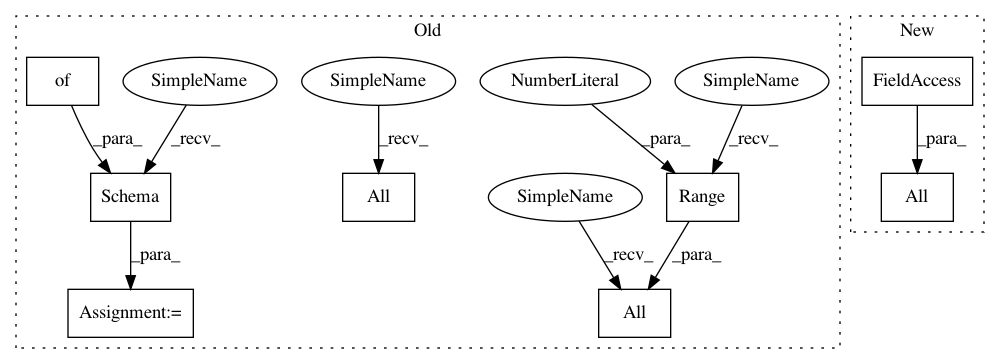 Old
New
of
SimpleName
SimpleName
NumberLiteral
SimpleName
FieldAccess
_para_
_recv_
_recv_
_para_
_recv_
_para_
Schema
All
SimpleName
Range
All
_para_
_recv_
_para_
Assignment:=
All